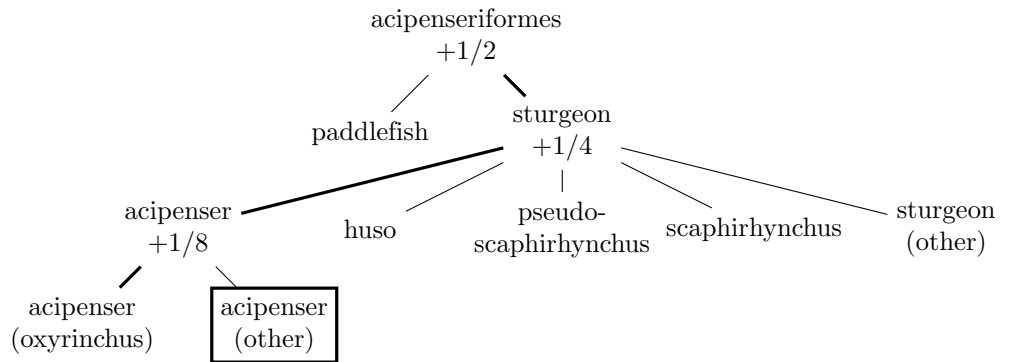 acipenseriformes
+1/2
paddlefish
sturgeon
+1/4
acipenser
+1/8
huso
pseudo-
scaphirhynchus
scaphirhynchus
sturgeon
(other)
acipenser
(oxyrinchus)
acipenser
(other)